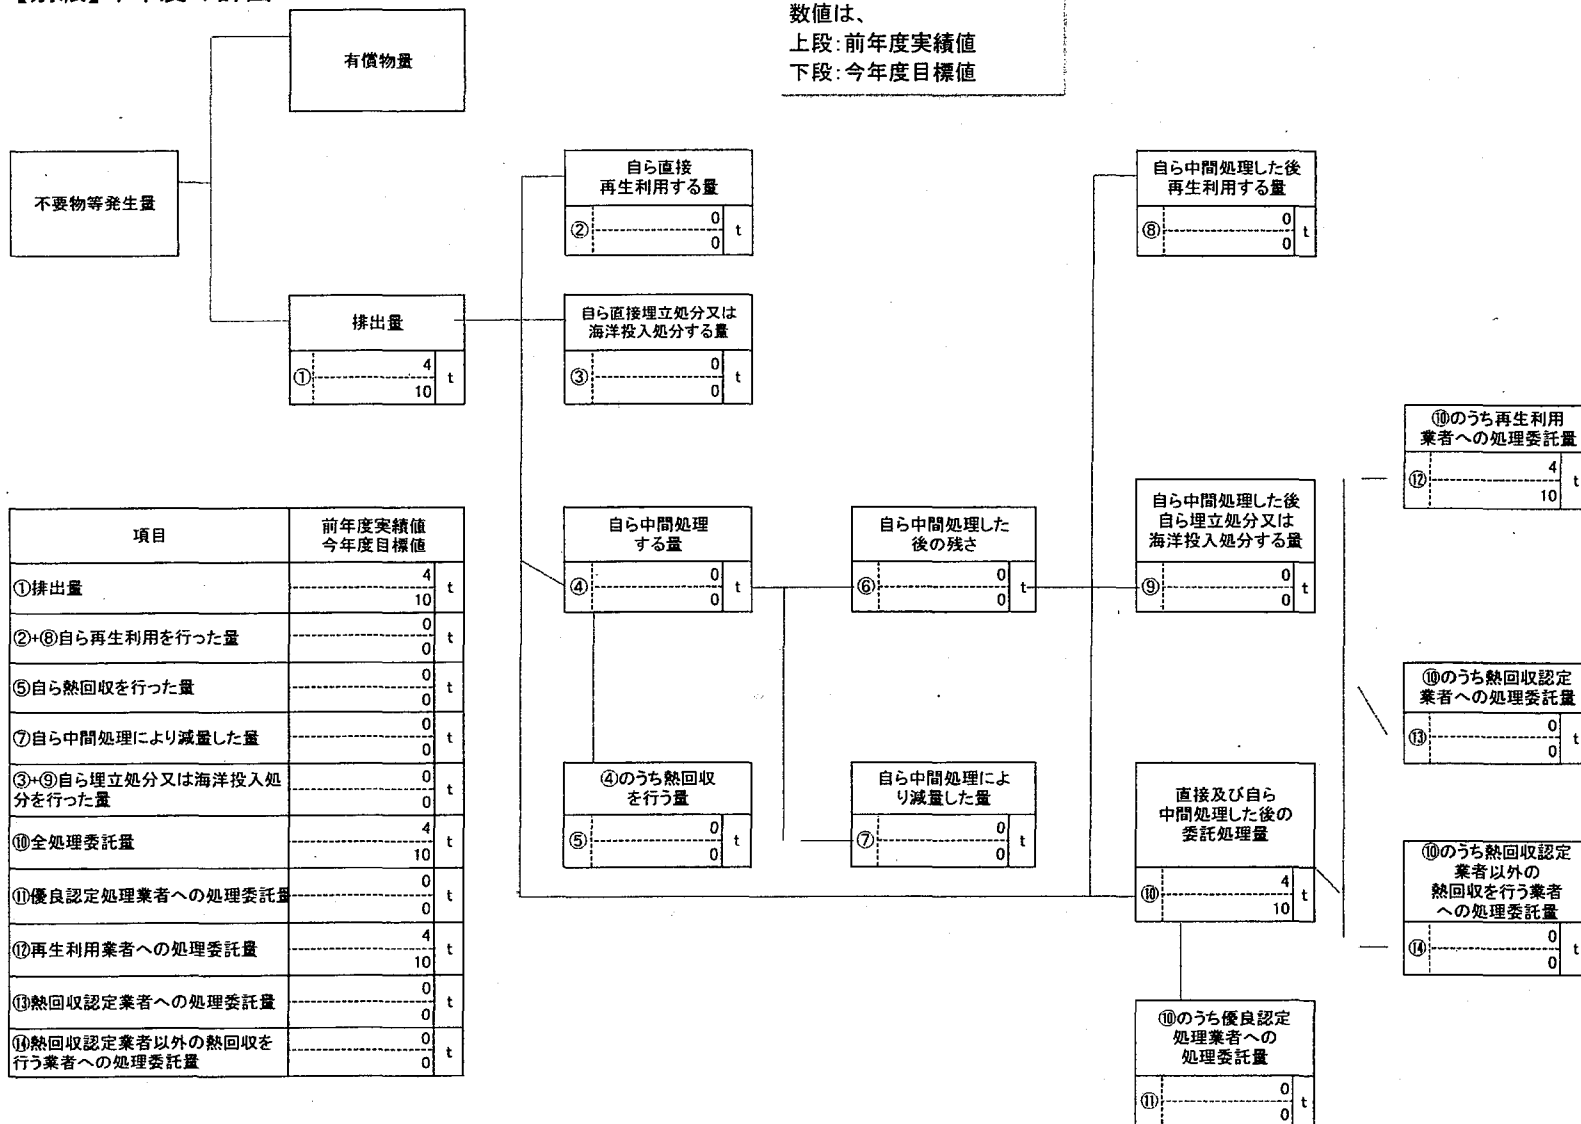 数値は、
上段：前年度実績値
下段：今年度目標値
有償物量
不要物等発生量
排出量
① 4 t
10
自ら直接
再生利用する量
② 0 t
0
自ら直接埋立処分又は
海洋投入処分する量
③ 0 t
0
自ら中間処理した後
再生利用する量
⑧ 0 t
0
自ら中間処理
する量
④ 0 t
0
自ら中間処理した
後の残さ
⑥ 0 t
0
自ら中間処理した後
自ら埋立処分又は
海洋投入処分する量
⑨ 0 t
0
④のうち熱回収
を行う量
⑤ 0 t
0
自ら中間処理によ
り減量した量
⑦ 0 t
0
直接及び自ら
中間処理した後の
委託処理量
⑩ 4 t
10
⑩のうち優良認定
処理業者への
処理委託量
⑪ 0 t
0
⑩のうち再生利用
業者への処理委託量
⑫ 4 t
10
⑩のうち熱回収認定
業者への処理委託量
⑬ 0 t
0
⑩のうち熱回収認定
業者以外の
熱回収を行う業者
への処理委託量
⑭ 0 t
0
項目 前年度実績値
今年度目標値
①排出量 4 t
10
②+⑧自ら再生利用を行った量 0 t
0
⑤自ら熱回収を行った量 0 t
0
⑦自ら中間処理により減量した量 0 t
0
③+⑨自ら埋立処分又は海洋投入処 0 t
分を行った量 0
⑩全処理委託量 4 t
10
⑪優良認定処理業者への処理委託量 0 t
0
⑫再生利用業者への処理委託量 4 t
10
⑬熱回収認定業者への処理委託量 0 t
0
⑭熱回収認定業者以外の熱回収を 0 t
行う業者への処理委託量 0